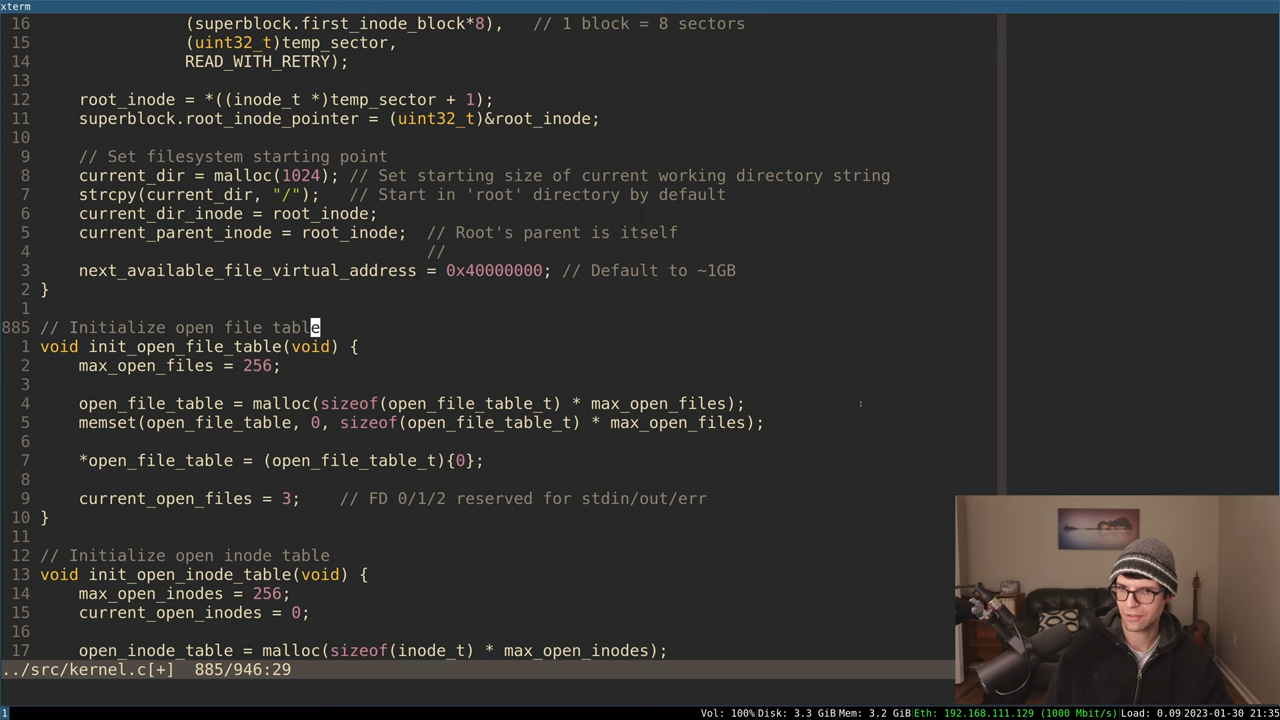 xterm
16 (superblock.first_inode_block*8), // 1 block = 8 sectors
15 (uint32_t)temp_sector,
14 READ_WITH_RETRY);
13
12 root_inode = *((inode_t *)temp_sector + 1);
11 superblock.root_inode_pointer = (uint32_t)&root_inode;
10
9 // Set filesystem starting point
8 current_dir = malloc(1024); // Set starting size of current working directory string
7 strcpy(current_dir, "/"); // Start in 'root' directory by default
6 current_dir_inode = root_inode;
5 current_parent_inode = root_inode; // Root's parent is itself
4 //
3 next_available_file_virtual_address = 0x40000000; // Default to ~1GB
2 }
1
885 // Initialize open file table
1 void init_open_file_table(void) {
2 max_open_files = 256;
3
4 open_file_table = malloc(sizeof(open_file_table_t) * max_open_files);
5 memset(open_file_table, 0, sizeof(open_file_table_t) * max_open_files);
6
7 *open_file_table = (open_file_table_t){0};
8
9 current_open_files = 3; // FD 0/1/2 reserved for stdin/out/err
10 }
11
12 // Initialize open inode table
13 void init_open_inode_table(void) {
14 max_open_inodes = 256;
15 current_open_inodes = 0;
16
17 open_inode_table = malloc(sizeof(inode_t) * max_open_inodes);
../src/kernel.c[+] 885/946:29
1 Vol: 100% Disk: 3.3 GiB Mem: 3.2 GiB Eth: 192.168.111.129 (1000 Mbit/s) Load: 0.09 2023-01-30 21:35